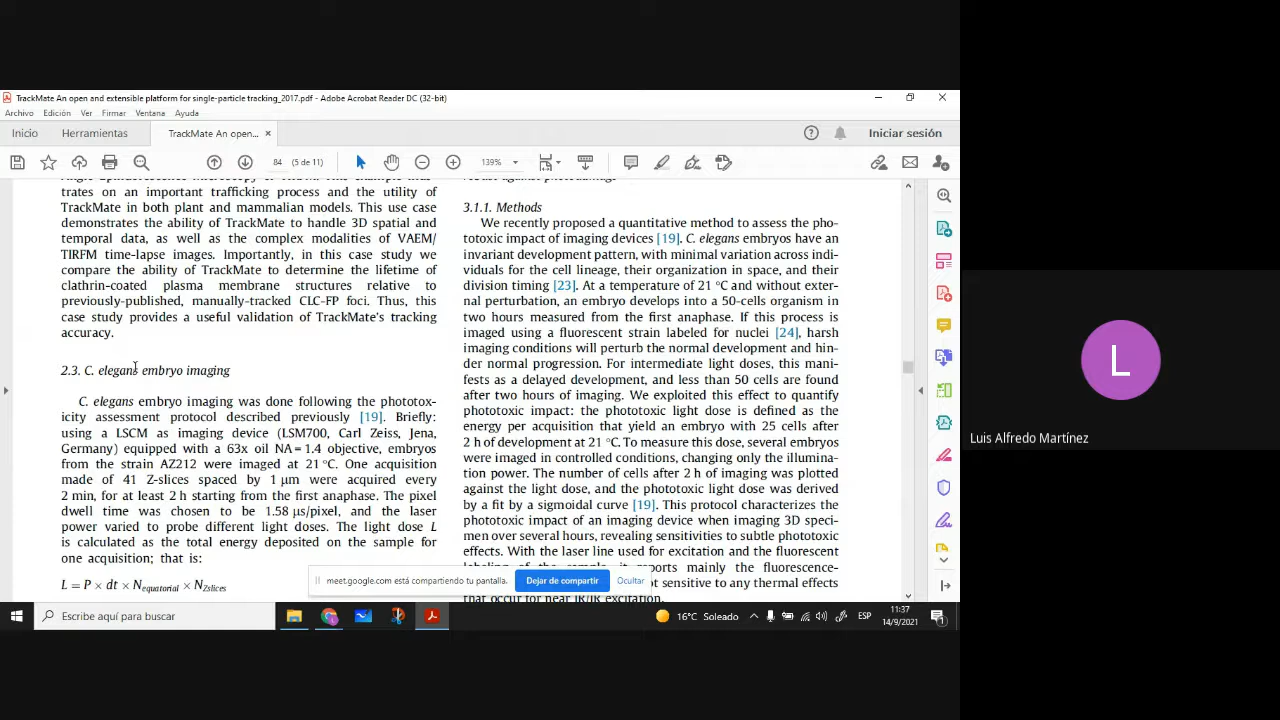 TrackMate An open and extensible platform for single-particle tracking_2017.pdf - Adobe Acrobat Reader DC (32-bit)
Archivo Edición Ver Firmar Ventana Ayuda
Inicio Herramientas TrackMate An open... × Iniciar sesión
84 (5 de 11) 139%
trates on an important trafficking process and the utility of
TrackMate in both plant and mammalian models. This use case
demonstrates the ability of TrackMate to handle 3D spatial and
temporal data, as well as the complex modalities of VAEM/
TIRFM time-lapse images. Importantly, in this case study we
compare the ability of TrackMate to determine the lifetime of
clathrin-coated plasma membrane structures relative to
previously-published, manually-tracked CLC-FP foci. Thus, this
case study provides a useful validation of TrackMate's tracking
accuracy.
2.3. C. elegans embryo imaging
C. elegans embryo imaging was done following the phototox-
icity assessment protocol described previously [19]. Briefly:
using a LSCM as imaging device (LSM700, Carl Zeiss, Jena,
Germany) equipped with a 63x oil NA = 1.4 objective, embryos
from the strain AZ212 were imaged at 21 °C. One acquisition
made of 41 Z-slices spaced by 1 μm were acquired every
2 min, for at least 2 h starting from the first anaphase. The pixel
dwell time was chosen to be 1.58 μs/pixel, and the laser
power varied to probe different light doses. The light dose L
is calculated as the total energy deposited on the sample for
one acquisition; that is:
L = P × dt × Nequatorial × NZslices
3.1.1. Methods
We recently proposed a quantitative method to assess the pho-
totoxic impact of imaging devices [19]. C. elegans embryos have an
invariant development pattern, with minimal variation across indi-
viduals for the cell lineage, their organization in space, and their
division timing [23]. At a temperature of 21 °C and without exter-
nal perturbation, an embryo develops into a 50-cells organism in
two hours measured from the first anaphase. If this process is
imaged using a fluorescent strain labeled for nuclei [24], harsh
imaging conditions will perturb the normal development and hin-
der normal progression. For intermediate light doses, this mani-
fests as a delayed development, and less than 50 cells are found
after two hours of imaging. We exploited this effect to quantify
phototoxic impact: the phototoxic light dose is defined as the
energy per acquisition that yield an embryo with 25 cells after
2 h of development at 21 °C. To measure this dose, several embryos
were imaged in controlled conditions, changing only the illumina-
tion power. The number of cells after 2 h of imaging was plotted
against the light dose, and the phototoxic light dose was derived
by a fit by a sigmoidal curve [19]. This protocol characterizes the
phototoxic impact of an imaging device when imaging 3D speci-
men over several hours, revealing sensitivities to subtle phototoxic
effects. With the laser line used for excitation and the fluorescent
reports mainly the fluorescence-
sensitive to any thermal effects
that occur for near IR/IR excitation.
meet.google.com está compartiendo tu pantalla. Dejar de compartir Ocultar
Escribe aquí para buscar
16°C Soleado ESP 11:37
14/9/2021
L
Luis Alfredo Martínez